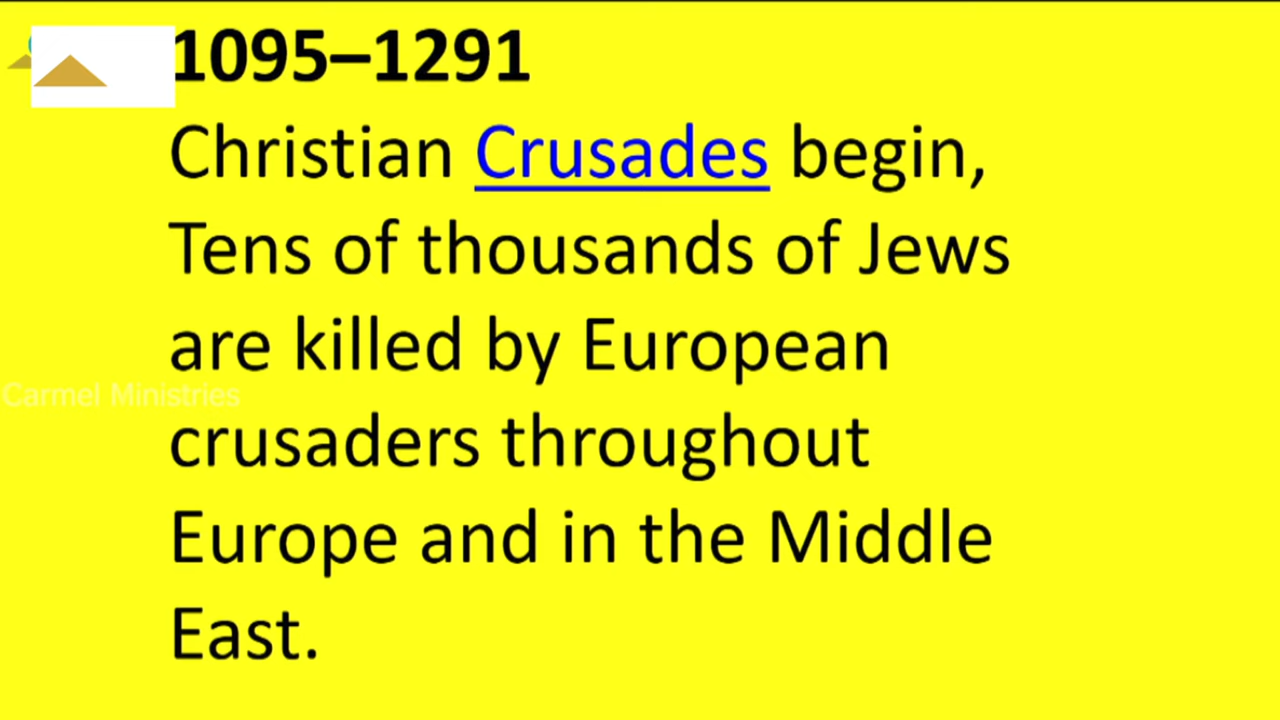 1095–1291
Christian Crusades begin,
Tens of thousands of Jews
are killed by European
Carmel Ministries
crusaders throughout
Europe and in the Middle
East.